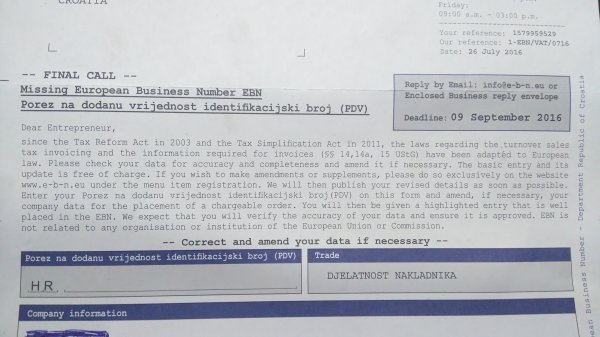 CROATIA
Friday:
09:00 a.m. - 03:00 p.m.
Your reference: 1579959529
Our reference: 1-EBN/VAT/0716
Date: 26 July 2016
-- FINAL CALL --
Missing European Business Number EBN
Porez na dodanu vrijednost identifikacijski broj (PDV)
Reply by Email: info@e-b-n.eu or
Enclosed Business reply envelope
Deadline: 09 September 2016
Dear Entrepreneur,
since the Tax Reform Act in 2003 and the Tax Simplification Act in 2011, the laws regarding the turnover sales
tax invoicing and the information required for invoices (§§ 14,14a, 15 UStG) have been adapted to European
law. Please check your data for accuracy and completeness and amend it if necessary. The basic entry and its
update is free of charge. If you wish to make amendments or supplements, please do so exclusively on the website
www.e-b-n.eu under the menu item registration. We will then publish your revised details as soon as possible.
Enter your Porez na dodanu vrijednost identifikacijski broj(PDV) on this form and amend, if necessary, your
company data for the placement of a chargeable order. You will then be given a highlighted entry that is well
placed in the EBN. We expect that you will verify the accuracy of your data and ensure it is approved. EBN is
not related to any organisation or institution of the European Union or Commission.
-- Correct and amend your data if necessary --
Porez na dodanu vrijednost identifikacijski broj (PDV)
Trade
HR
DJELATNOST NAKLADNIKA
Company information
ean Business Number - Department Republic of Croatia